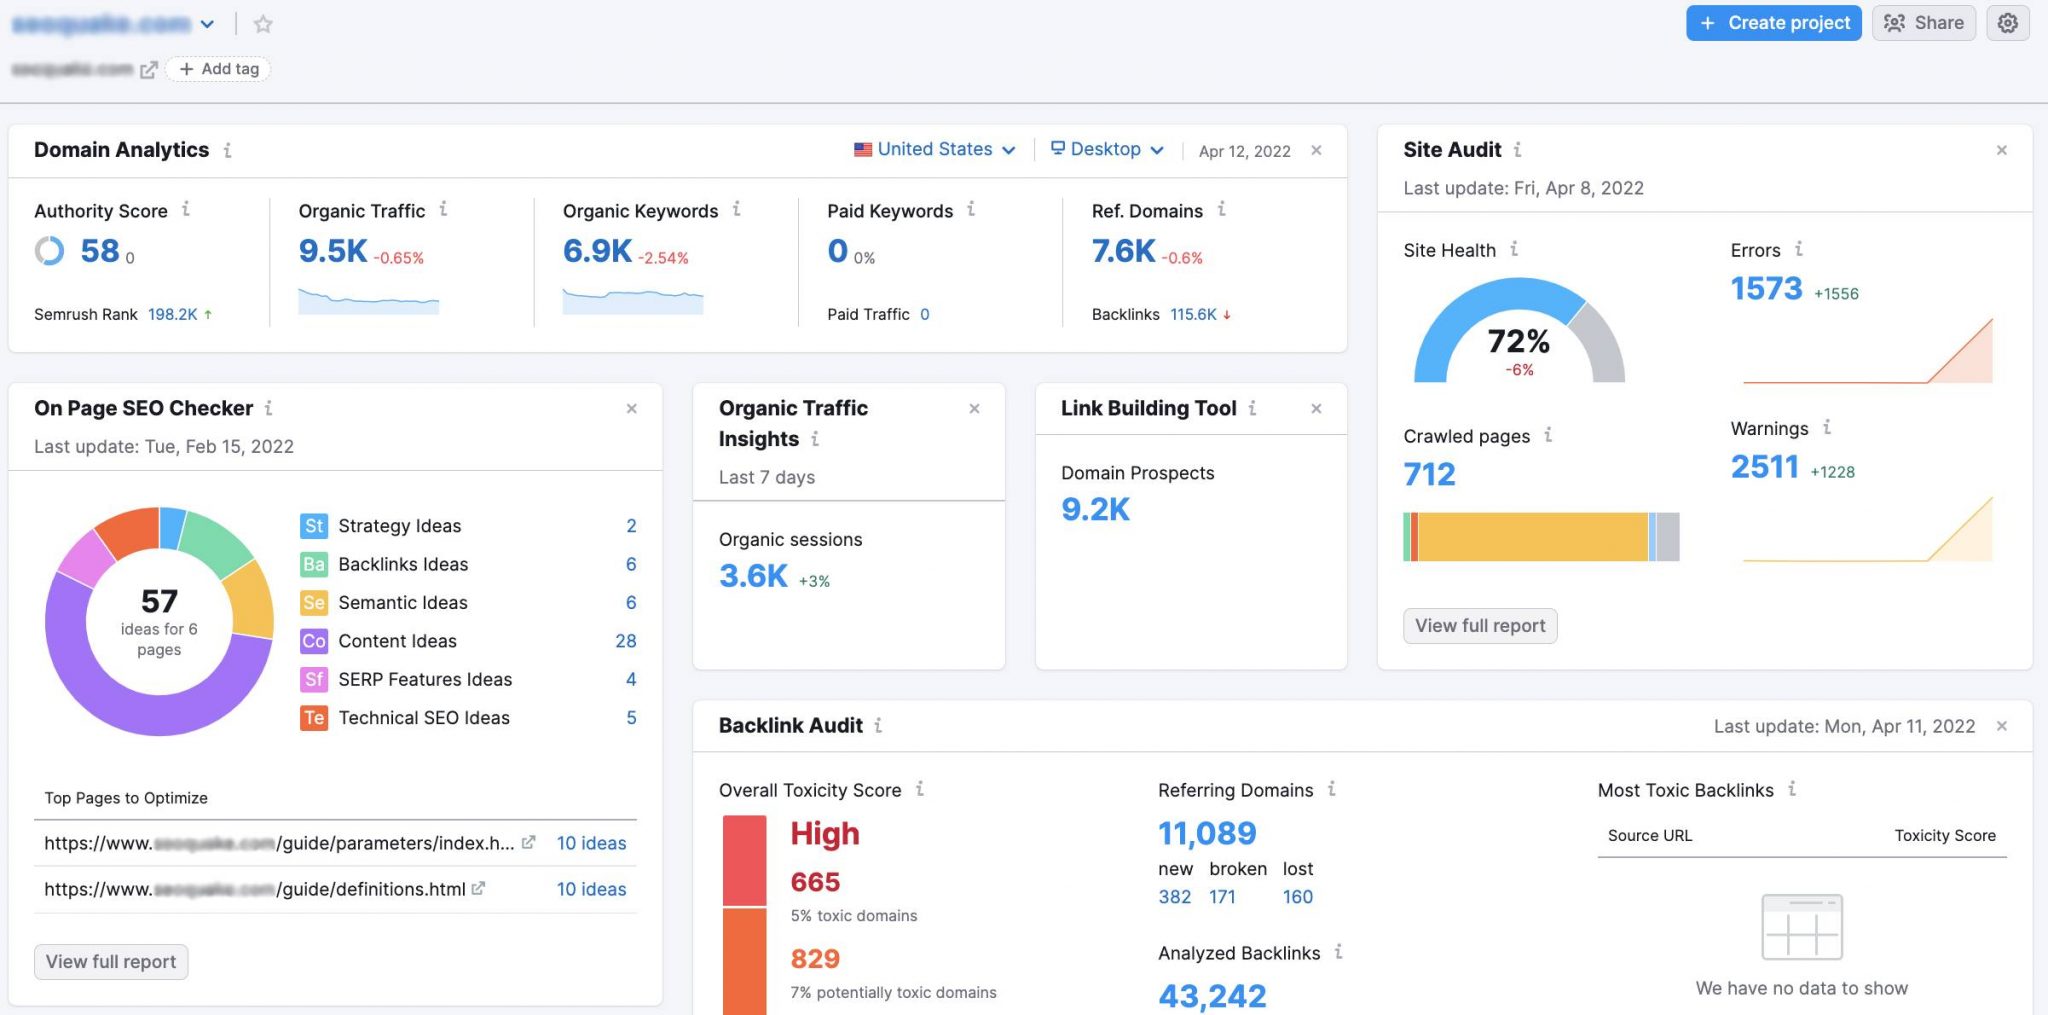 + Create project
Share
+ Add tag
Domain Analytics
United States
Desktop
Apr 12, 2022
Authority Score
58 0
Semrush Rank 198.2K ↑
Organic Traffic
9.5K -0.65%
Organic Keywords
6.9K -2.54%
Paid Keywords
0 0%
Paid Traffic 0
Ref. Domains
7.6K -0.6%
Backlinks 115.6K ↓
Site Audit
Last update: Fri, Apr 8, 2022
Site Health
72%
-6%
Errors
1573 +1556
Crawled pages
712
Warnings
2511 +1228
View full report
On Page SEO Checker
Last update: Tue, Feb 15, 2022
57
ideas for 6
pages
St Strategy Ideas 2
Ba Backlinks Ideas 6
Se Semantic Ideas 6
Co Content Ideas 28
Sf SERP Features Ideas 4
Te Technical SEO Ideas 5
Top Pages to Optimize
https://www. /guide/parameters/index.h... 10 ideas
https://www. /guide/definitions.html 10 ideas
View full report
Organic Traffic
Insights
Last 7 days
Organic sessions
3.6K +3%
Link Building Tool
Domain Prospects
9.2K
Backlink Audit
Last update: Mon, Apr 11, 2022
Overall Toxicity Score
High
665
5% toxic domains
829
7% potentially toxic domains
Referring Domains
11,089
new broken lost
382 171 160
Analyzed Backlinks
43,242
Most Toxic Backlinks
Source URL Toxicity Score
We have no data to show